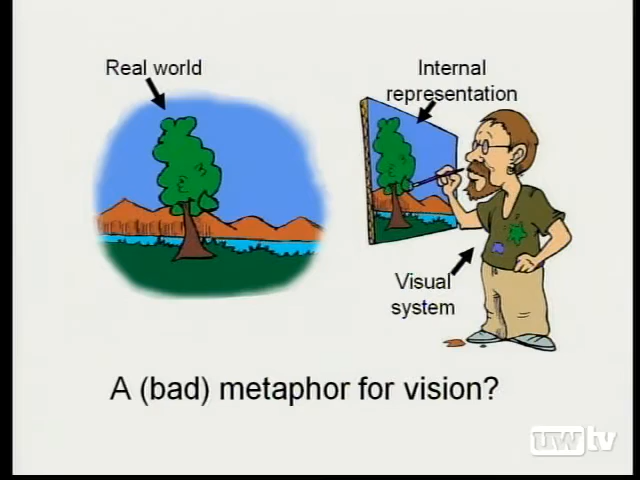 Real world
Internal
representation
Visual
system
A (bad) metaphor for vision?
uwtv